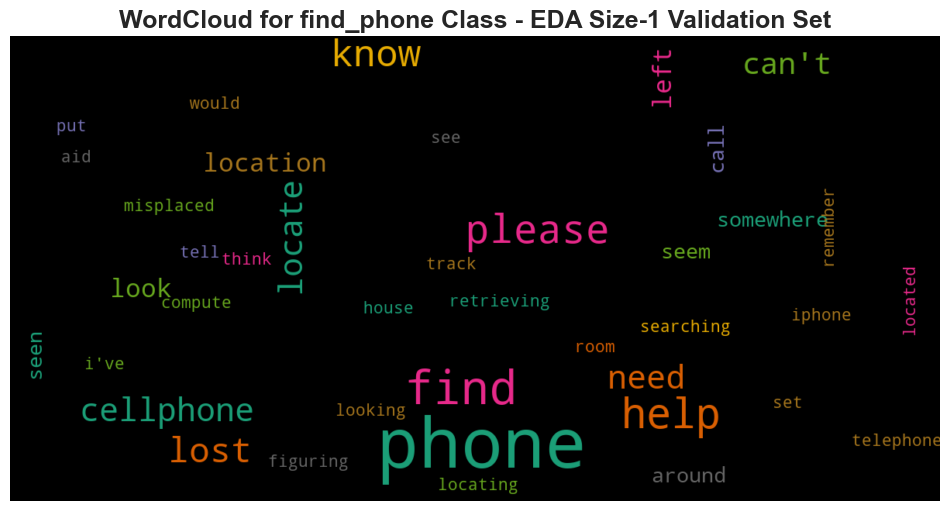 WordCloud for find_phone Class - EDA Size-1 Validation Set
know
left
can't
would
put
see
call
aid
location
misplaced
locate
please
somewhere
remember
tell
think
track
seem
look
compute
house
retrieving
located
iphone
searching
seen
i've
room
find
need
cellphone
looking
help
set
lost
phone
figuring
telephone
around
locating